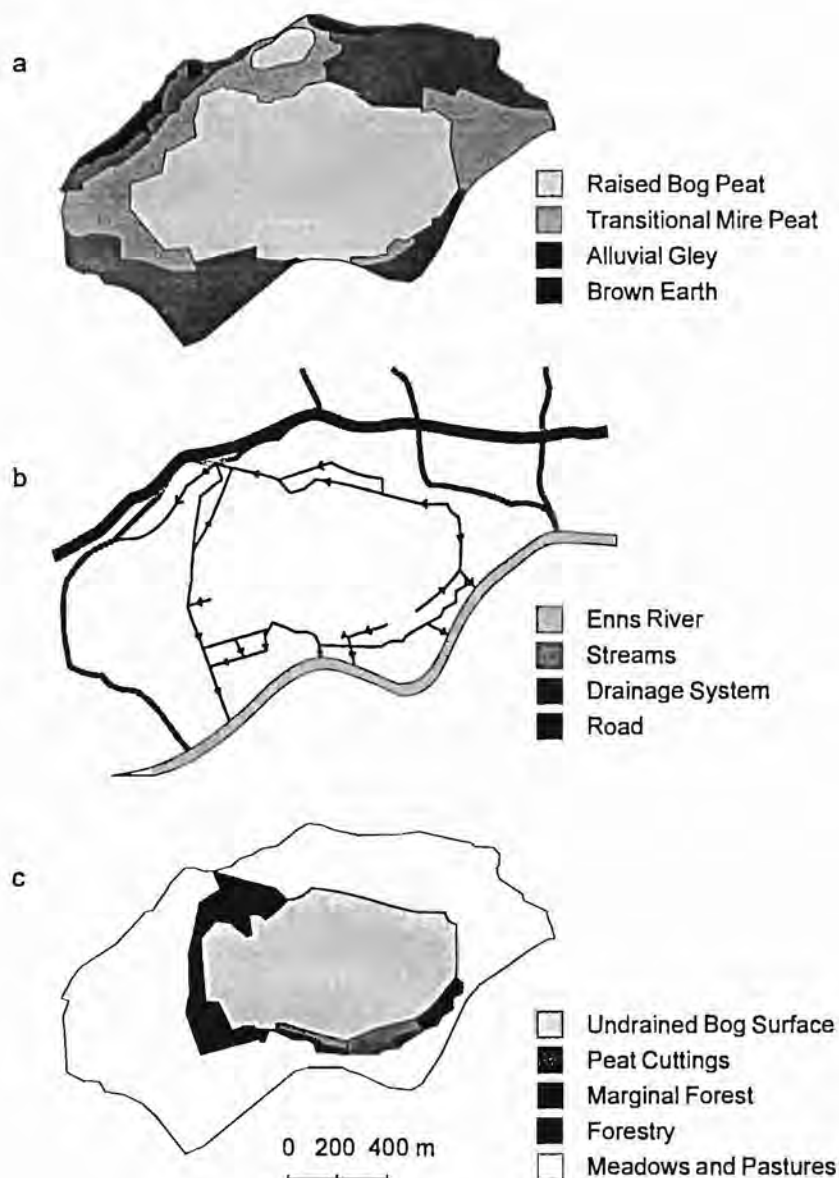 a
Raised Bog Peat
Transitional Mire Peat
Alluvial Gley
Brown Earth
b
Enns River
Streams
Drainage System
Road
c
Undrained Bog Surface
Peat Cuttings
Marginal Forest
Forestry
Meadows and Pastures
0 200 400 m